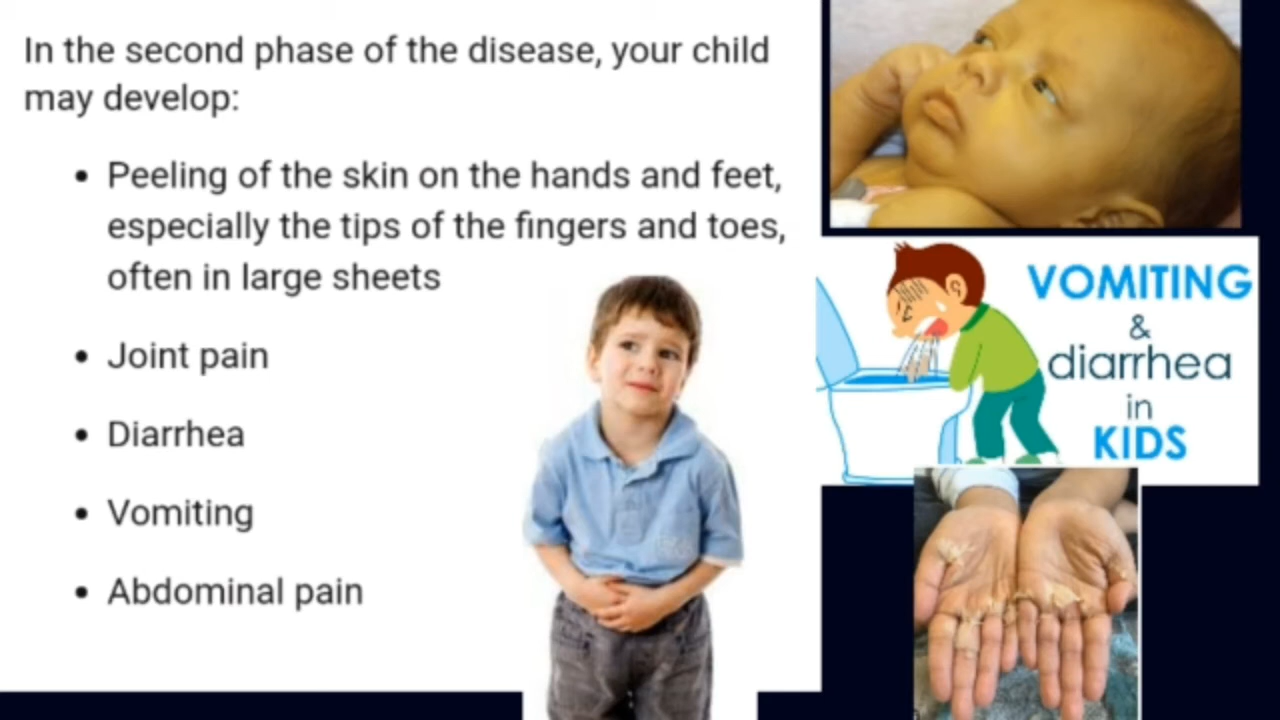 In the second phase of the disease, your child
may develop:
• Peeling of the skin on the hands and feet,
especially the tips of the fingers and toes,
often in large sheets
• Joint pain
• Diarrhea
• Vomiting
• Abdominal pain
VOMITING
&
diarrhea
in
KIDS